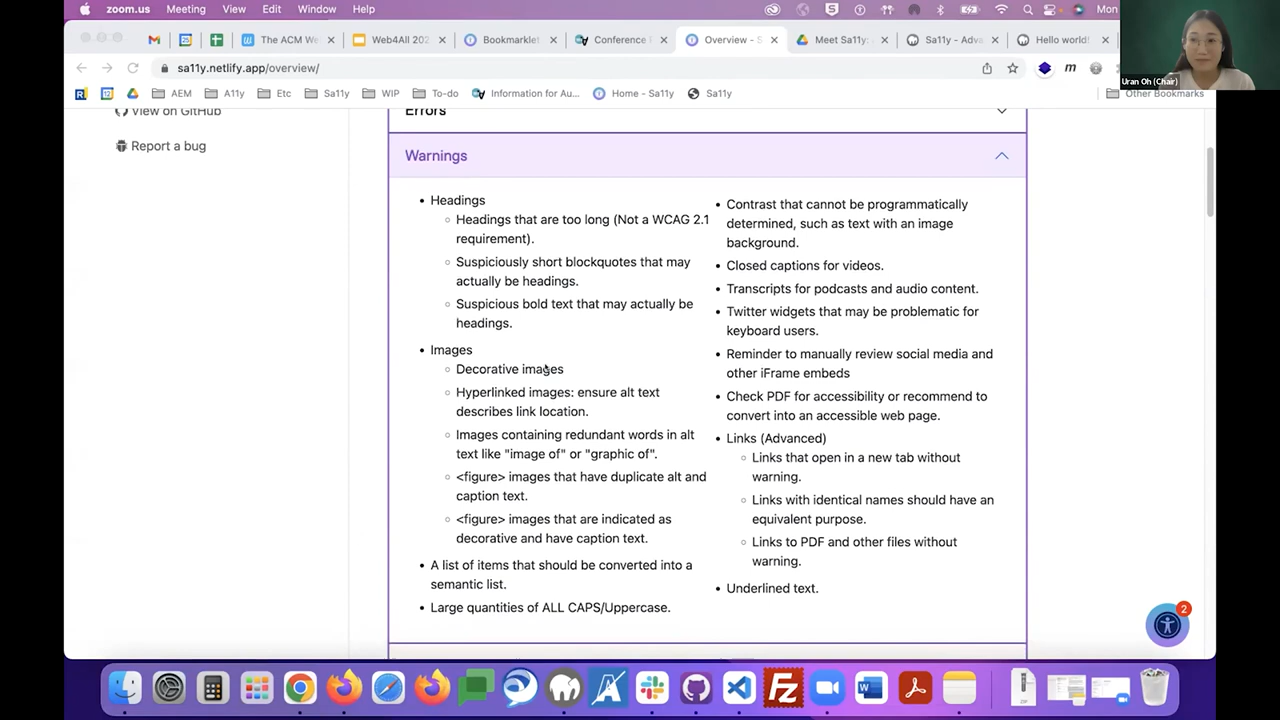 zoom.us Meeting View Edit Window Help Mon
The ACM We
Web4All 202
Bookmarklet
Conference F
Overview - S
Meet Sa11y:
Sa11y - Adva
Hello world!
sa11y.netlify.app/overview/
AEM A11y Etc Sa11y WIP To-do Information for Au... Home – Sa11y Sa11y Other Bookmarks
Uran Oh (Chair)
View on GitHub
Report a bug
Errors
Warnings
• Headings
Headings that are too long (Not a WCAG 2.1
requirement).
Suspiciously short blockquotes that may
actually be headings.
Suspicious bold text that may actually be
headings.
• Images
Decorative images
Hyperlinked images: ensure alt text
describes link location.
Images containing redundant words in alt
text like "image of" or "graphic of".
<figure> images that have duplicate alt and
caption text.
<figure> images that are indicated as
decorative and have caption text.
• A list of items that should be converted into a
semantic list.
• Large quantities of ALL CAPS/Uppercase.
• Contrast that cannot be programmatically
determined, such as text with an image
background.
• Closed captions for videos.
• Transcripts for podcasts and audio content.
• Twitter widgets that may be problematic for
keyboard users.
• Reminder to manually review social media and
other iFrame embeds
• Check PDF for accessibility or recommend to
convert into an accessible web page.
• Links (Advanced)
Links that open in a new tab without
warning.
Links with identical names should have an
equivalent purpose.
Links to PDF and other files without
warning.
• Underlined text.
2